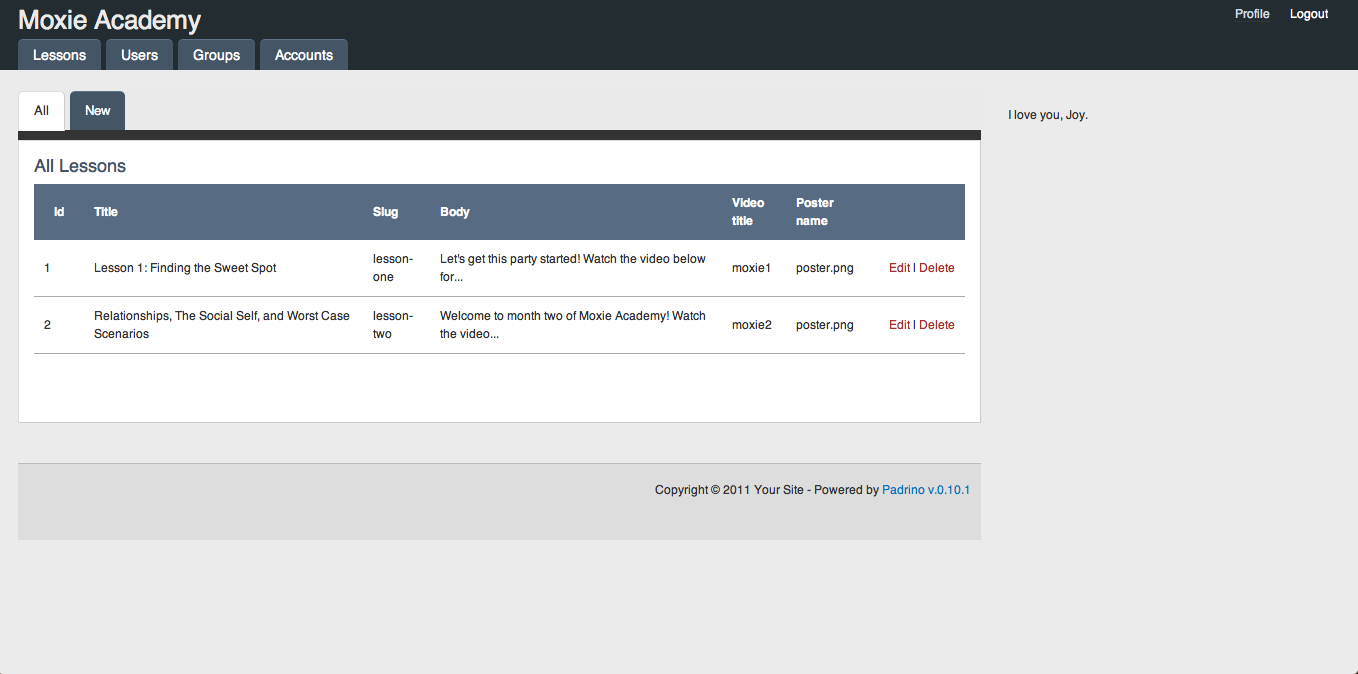 Moxie Academy
Profile Logout
Lessons Users Groups Accounts
All New
I love you, Joy.
All Lessons
Id Title Slug Body Video title Poster name
1 Lesson 1: Finding the Sweet Spot lesson-one Let's get this party started! Watch the video below for... moxie1 poster.png Edit | Delete
2 Relationships, The Social Self, and Worst Case Scenarios lesson-two Welcome to month two of Moxie Academy! Watch the video... moxie2 poster.png Edit | Delete
Copyright © 2011 Your Site - Powered by Padrino v.0.10.1